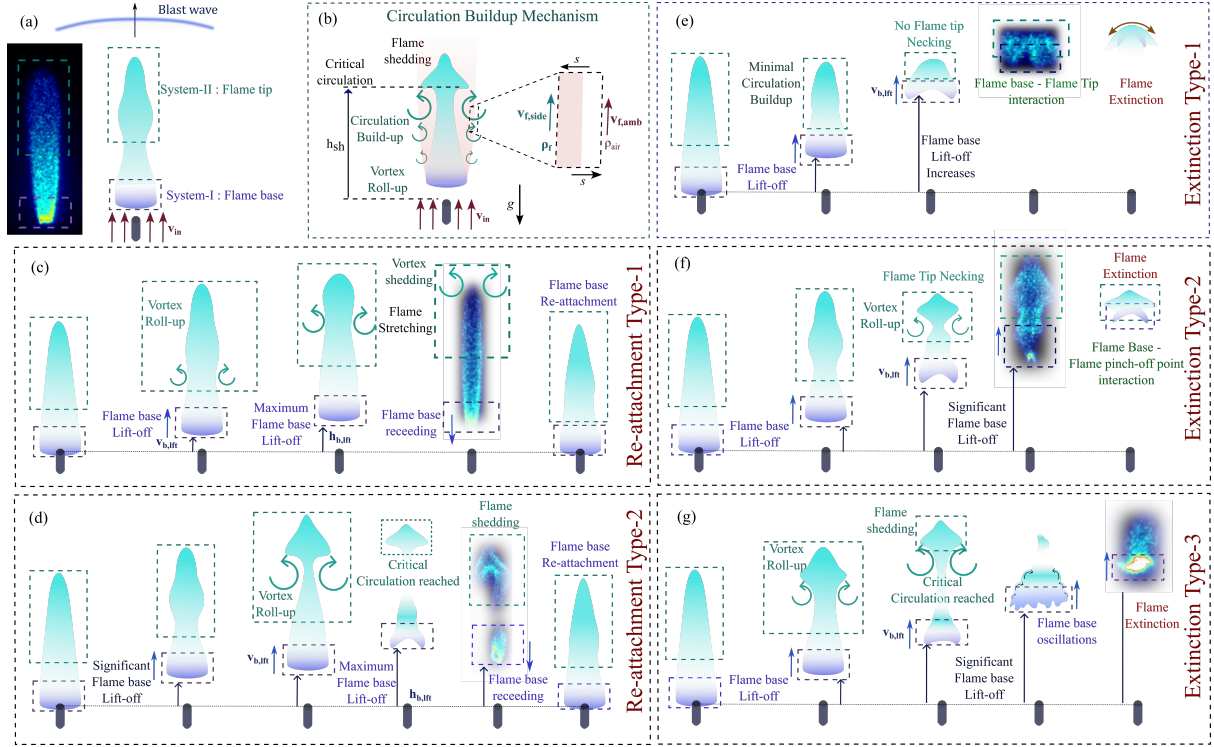 (a)
Blast wave
System-II : Flame tip
System-I : Flame base
v_in
(b)
Circulation Buildup Mechanism
Flame
shedding
Critical
circulation
Circulation
Build-up
h_sh
Vortex
Roll-up
v_in
g
s
v_f,side
v_f,amb
ρ_f
ρ_air
s
(c)
Vortex
Roll-up
Flame base
Lift-off
v_b,lft
Maximum
Flame base
Lift-off
h_b,lft
Vortex
shedding
Flame
Stretching
Flame base
receeding
Flame base
Re-attachment
Re-attachment Type-1
(d)
Significant
Flame base
Lift-off
Vortex
Roll-up
v_b,lft
Critical
Circulation reached
Maximum
Flame base
Lift-off
h_b,lft
Flame
shedding
Flame base
receeding
Flame base
Re-attachment
Re-attachment Type-2
(e)
Flame base
Lift-off
Minimal
Circulation
Buildup
No Flame tip
Necking
v_b,lft
Flame base
Lift-off
Increases
Flame base - Flame Tip
interaction
Flame
Extinction
Extinction Type-1
(f)
Flame base
Lift-off
Flame Tip Necking
Vortex
Roll-up
v_b,lft
Significant
Flame base
Lift-off
Flame
Extinction
Flame Base -
Flame pinch-off point
interaction
Extinction Type-2
(g)
Flame base
Lift-off
Vortex
Roll-up
Flame
shedding
Critical
Circulation reached
v_b,lft
Significant
Flame base
Lift-off
Flame base
oscillations
Flame
Extinction
Extinction Type-3